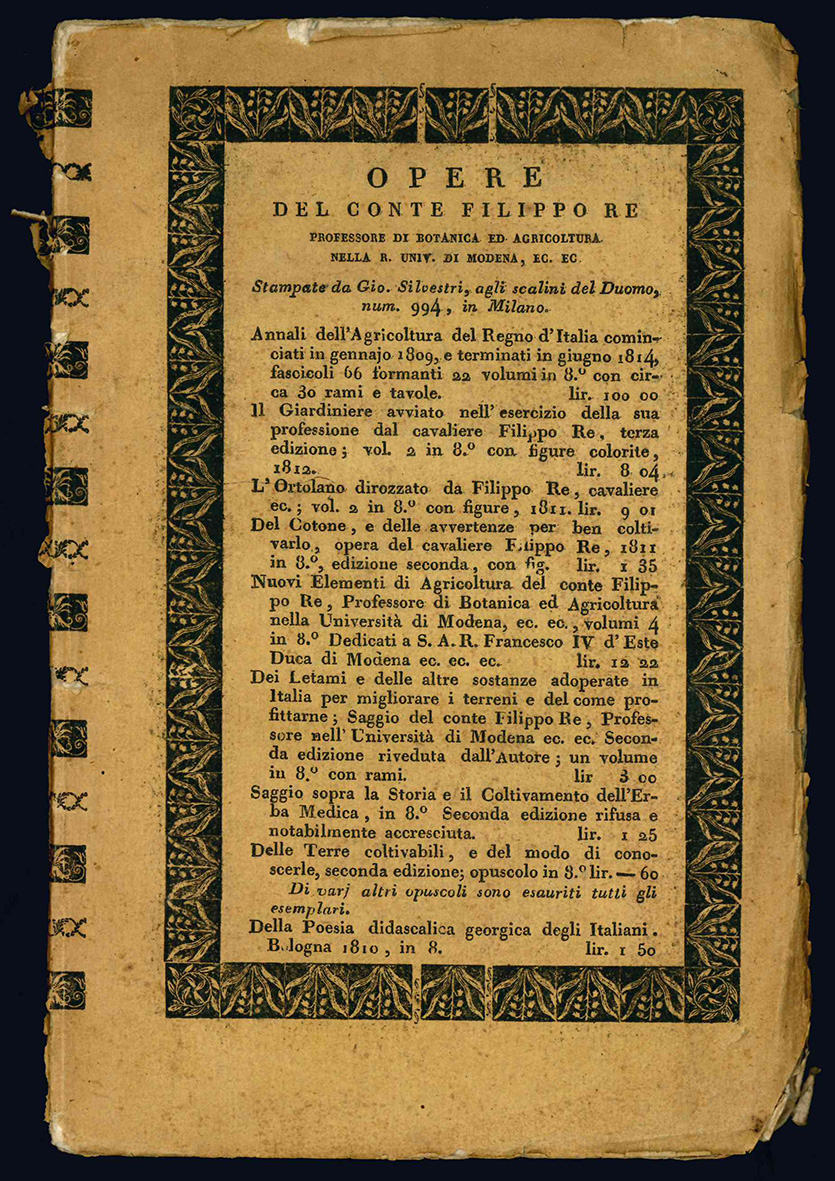 OPERE
DEL CONTE FILIPPO RE
PROFESSORE DI BOTANICA ED AGRICOLTURA
NELLA R. UNIV. DI MODENA, EC. EC.
Stampate da Gio. Silvestri, agli scalini del Duomo,
num. 994, in Milano.
Annali dell'Agricoltura del Regno d'Italia comin-
ciati in gennajo 1809, e terminati in giugno 1814,
fascicoli 66 formanti 22 volumi in 8.º con cir-
ca 30 rami e tavole. lir. 100 00
Il Giardiniere avviato nell'esercizio della sua
professione dal cavaliere Filippo Re, terza
edizione; vol. 2 in 8.º con figure colorite,
1812. lir. 8 04
L'Ortolano dirozzato da Filippo Re, cavaliere
ec.; vol. 2 in 8.º con figure, 1811. lir. 9 01
Del Cotone, e delle avvertenze per ben colti-
varlo, opera del cavaliere Filippo Re, 1811
in 8.º, edizione seconda, con fig. lir. 1 35
Nuovi Elementi di Agricoltura del conte Filip-
po Re, Professore di Botanica ed Agricoltura
nella Università di Modena, ec. ec., volumi 4
in 8.º Dedicati a S. A. R. Francesco IV d'Este
Duca di Modena ec. ec. ec. lir. 12 22
Dei Letami e delle altre sostanze adoperate in
Italia per migliorare i terreni e del come pro-
fittarne; Saggio del conte Filippo Re, Profes-
sore nell'Università di Modena ec. ec. Secon-
da edizione riveduta dall'Autore; un volume
in 8.º con rami. lir 3 00
Saggio sopra la Storia e il Coltivamento dell'Er-
ba Medica, in 8.º Seconda edizione rifusa e
notabilmente accresciuta. lir. 1 25
Delle Terre coltivabili, e del modo di cono-
scerle, seconda edizione; opuscolo in 8.º lir. — 60
Di varj altri opuscoli sono esauriti tutti gli
esemplari.
Della Poesia didascalica georgica degli Italiani.
Bologna 1810, in 8. lir. 1 50